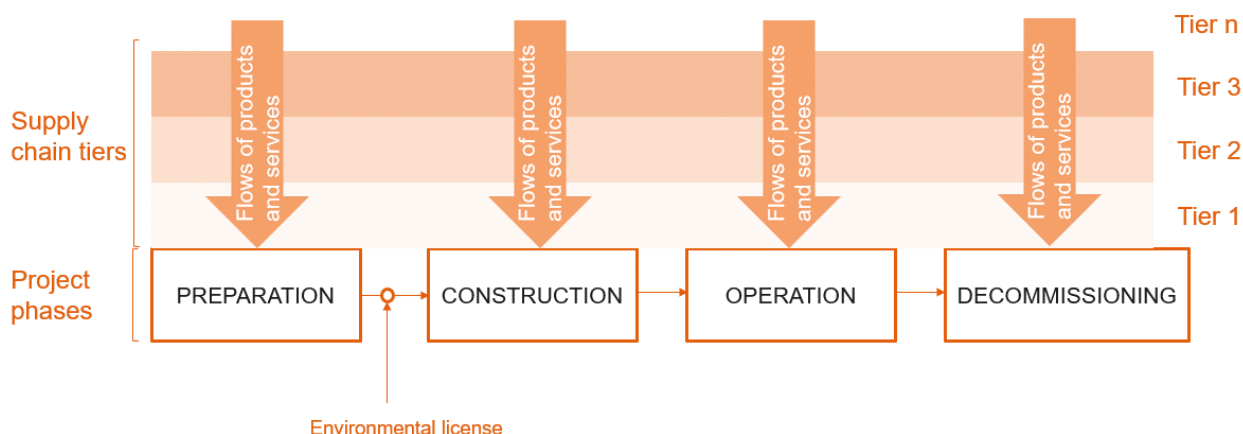 Tier n
Supply
chain tiers
Flows of products
and services
Flows of products
and services
Flows of products
and services
Flows of products
and services
Tier 3
Tier 2
Tier 1
Project
phases
PREPARATION
CONSTRUCTION
OPERATION
DECOMMISSIONING
Environmental license